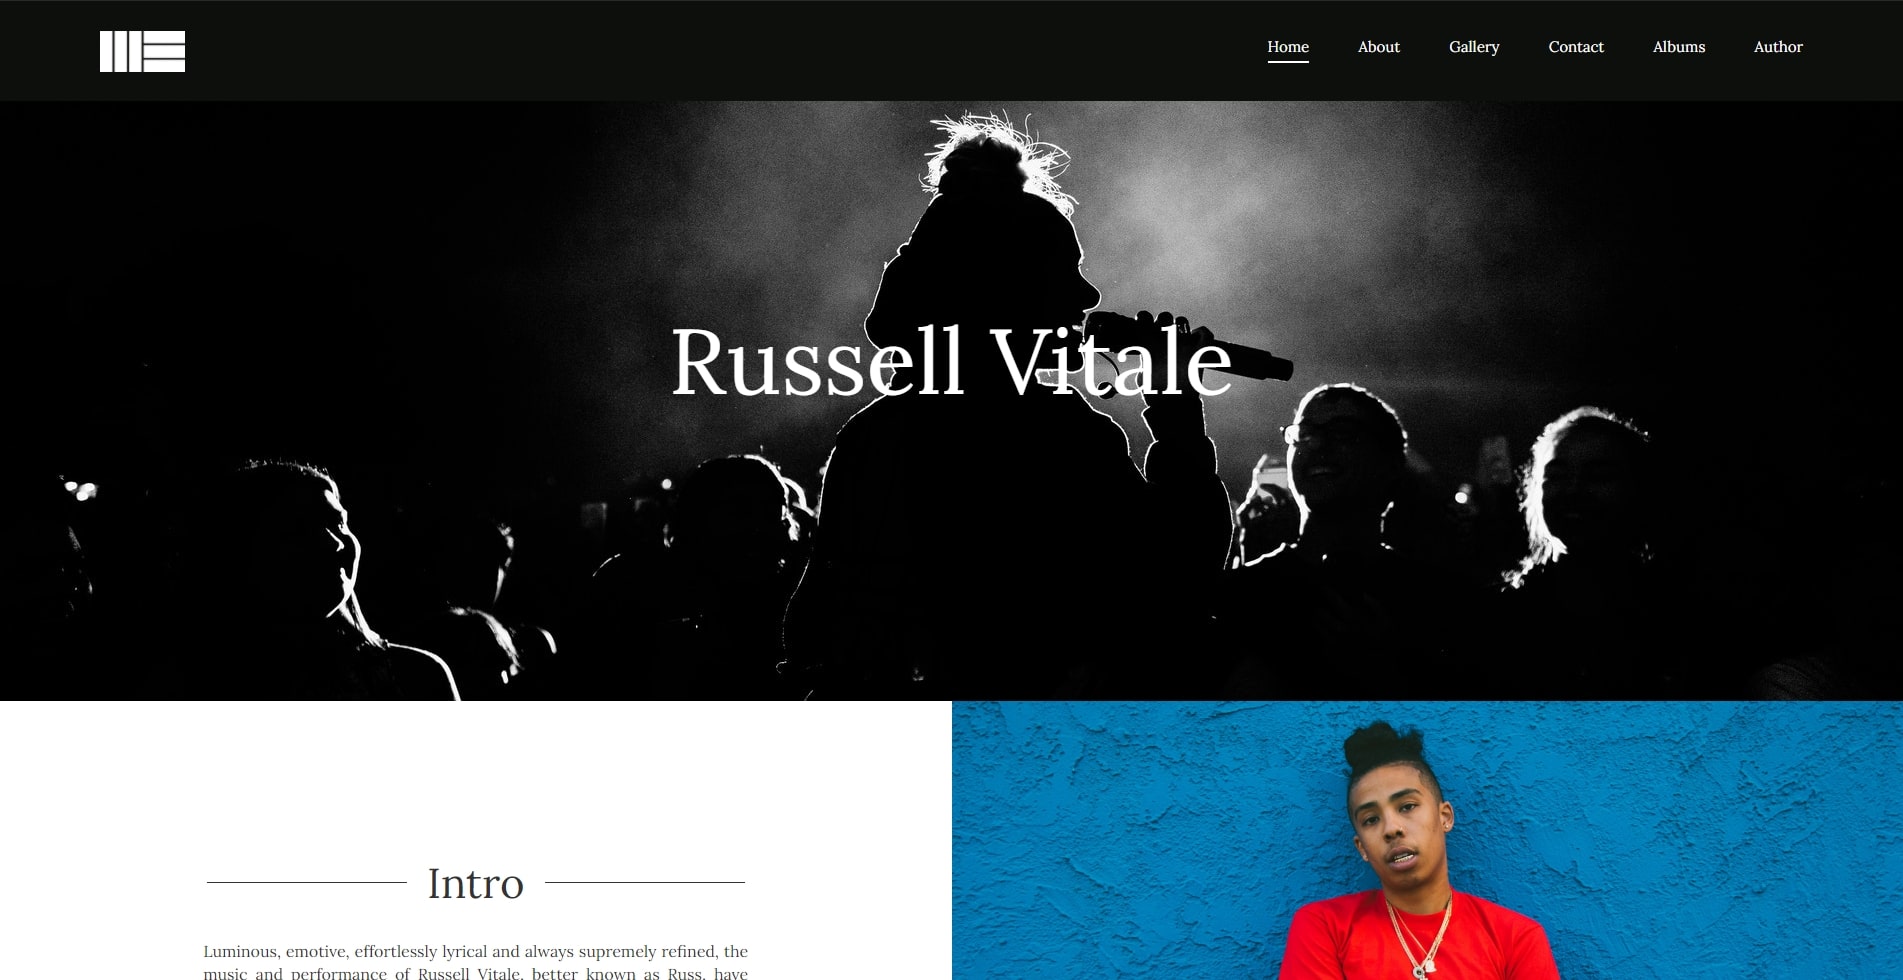 Home About Gallery Contact Albums Author
Russell Vitale
Intro
Luminous, emotive, effortlessly lyrical and always supremely refined, the
music and performance of Russell Vitale, better known as Russ, have